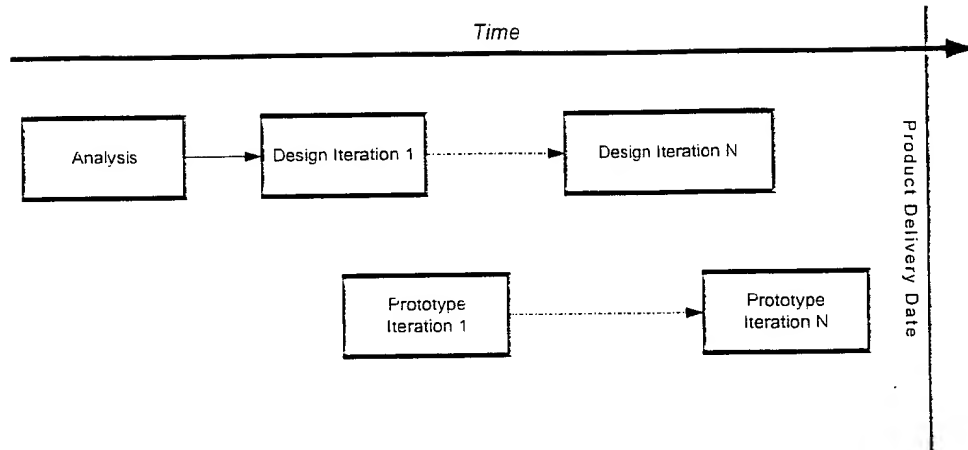 Time
Analysis
Design Iteration 1
Design Iteration N
Prototype
Iteration 1
Prototype
Iteration N
Product Delivery Date